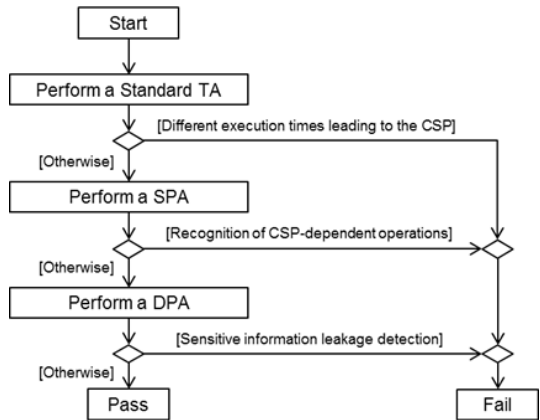 Start
Perform a Standard TA
[Different execution times leading to the CSP]
[Otherwise]
Perform a SPA
[Recognition of CSP-dependent operations]
[Otherwise]
Perform a DPA
[Sensitive information leakage detection]
[Otherwise]
Pass
Fail